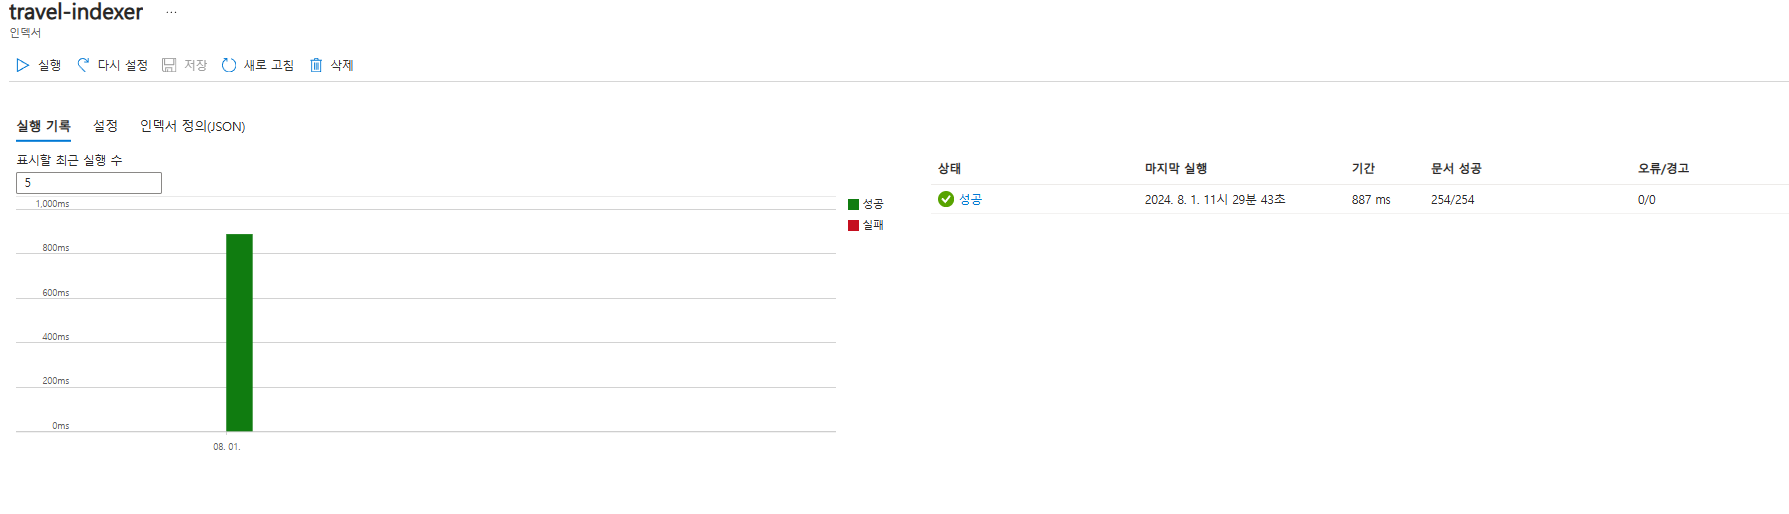 travel-indexer ...
인덱서
실행 다시 설정 저장 새로 고침 삭제
실행 기록 설정 인덱서 정의(JSON)
표시할 최근 실행 수
5
1,000ms
800ms
600ms
400ms
200ms
0ms
08. 01.
성공
실패
상태 마지막 실행 기간 문서 성공 오류/경고
성공 2024. 8. 1. 11시 29분 43초 887 ms 254/254 0/0